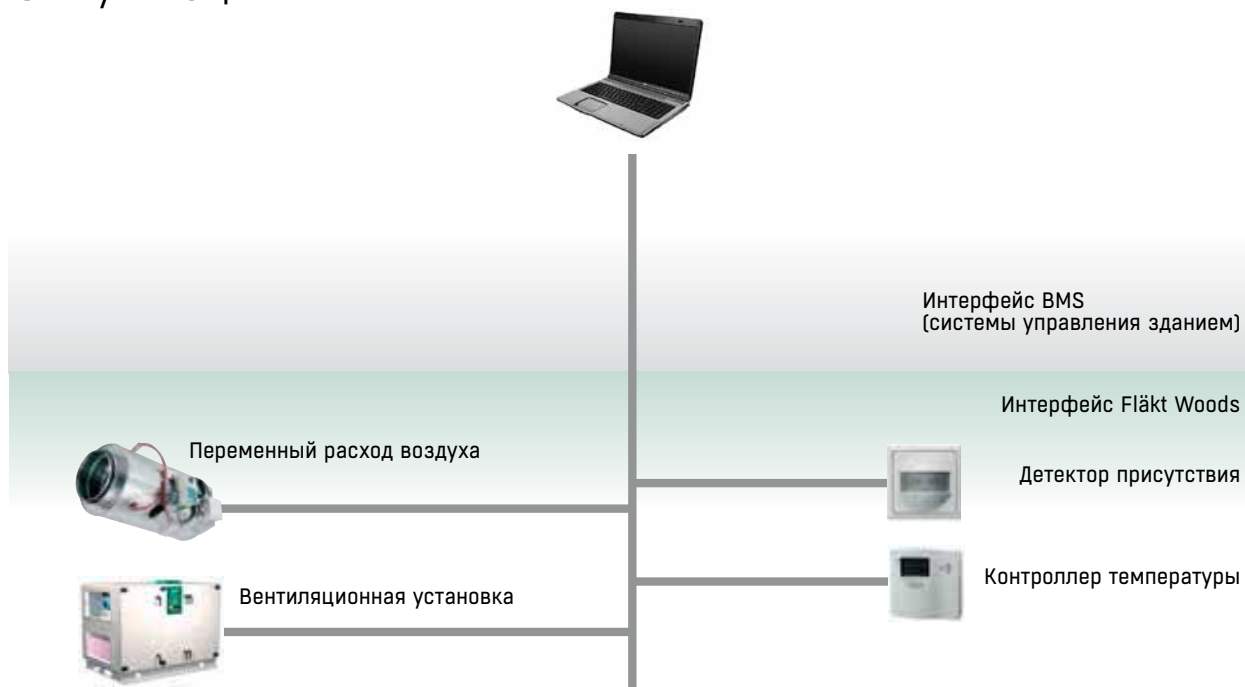 Интерфейс BMS
(системы управления зданием)
Интерфейс Fläkt Woods
Переменный расход воздуха
Детектор присутствия
Контроллер температуры
Вентиляционная установка